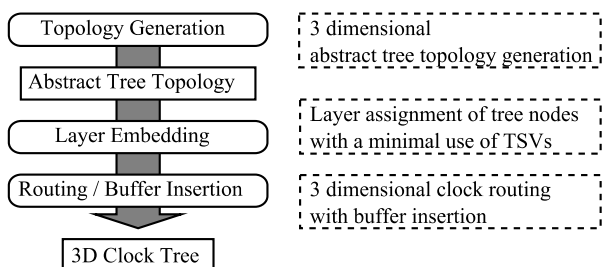 Topology Generation
Abstract Tree Topology
Layer Embedding
Routing / Buffer Insertion
3D Clock Tree
3 dimensional
abstract tree topology generation
Layer assignment of tree nodes
with a minimal use of TSVs
3 dimensional clock routing
with buffer insertion